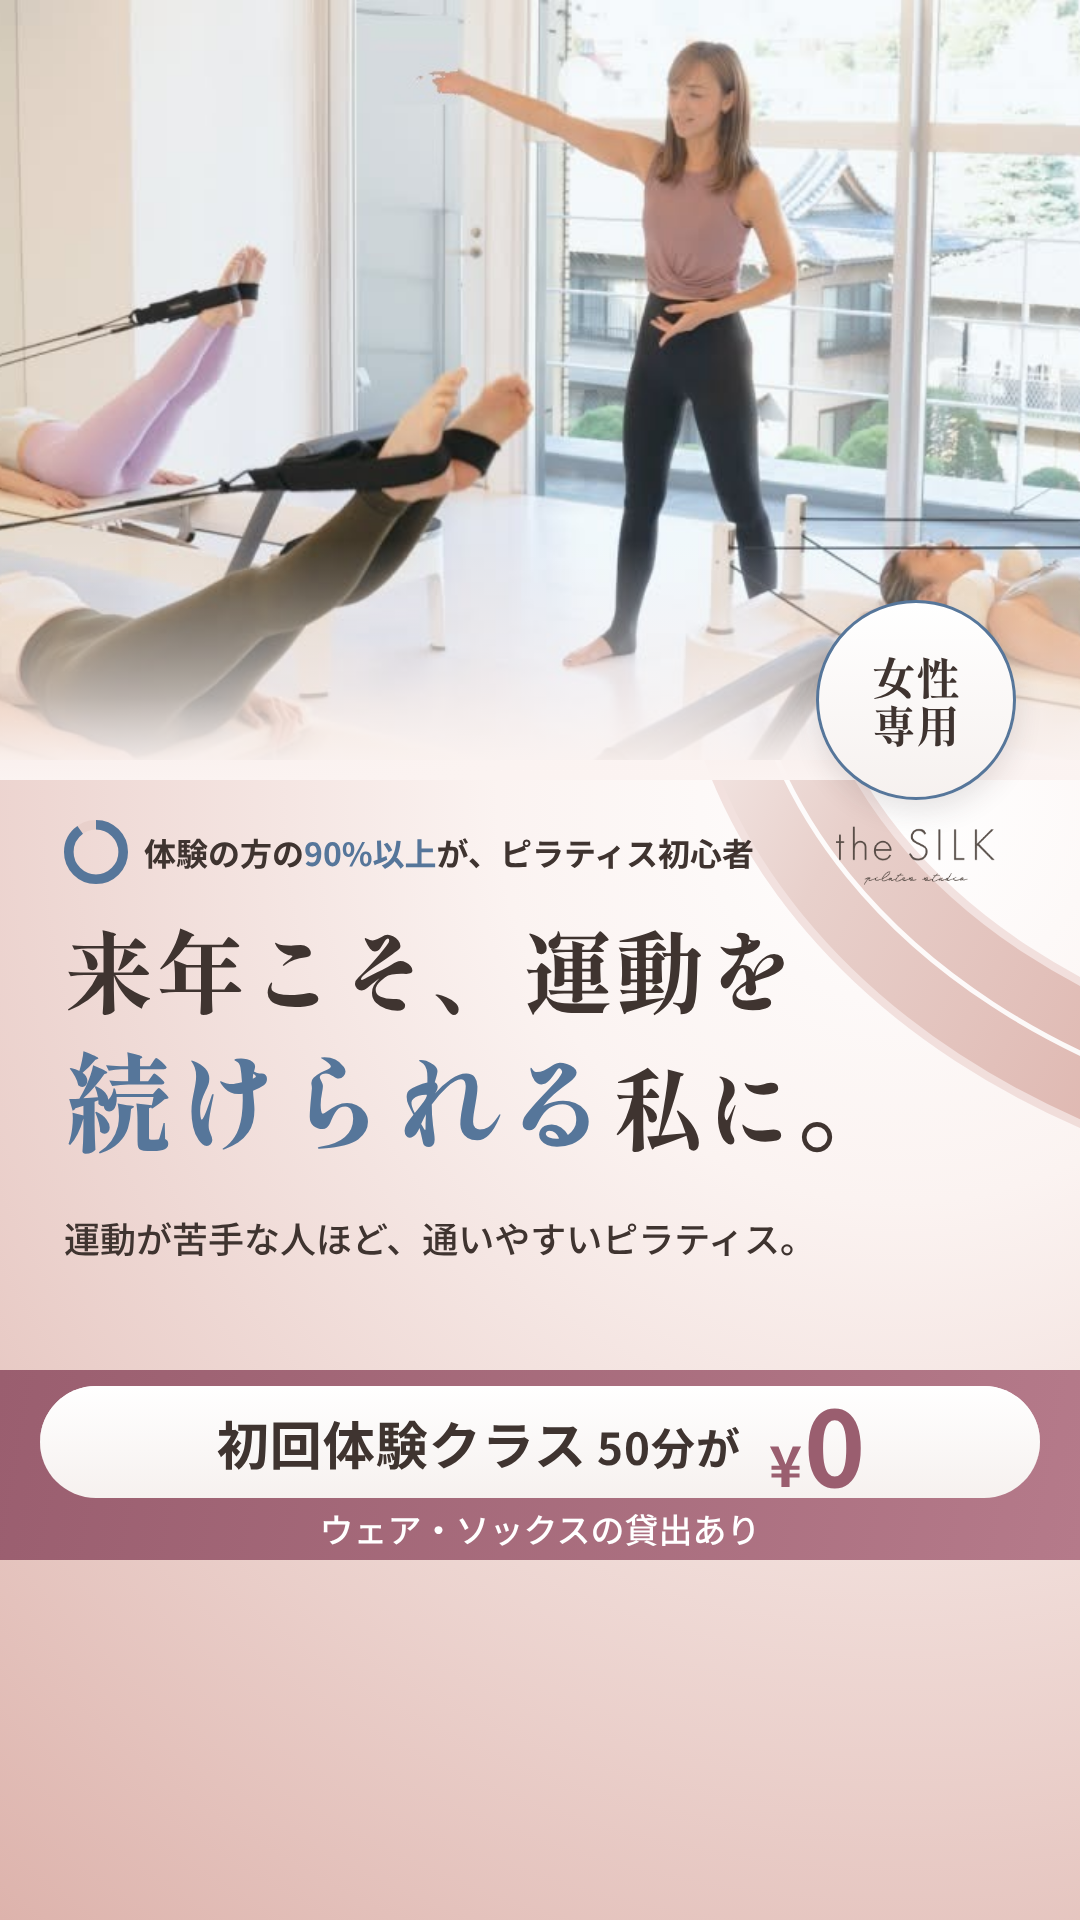 女性
専用
体験の方の90%以上が、ピラティス初心者
the SILK
pilates studio
来年こそ、運動を
続けられる私に。
運動が苦手な人ほど、通いやすいピラティス。
初回体験クラス 50分が ¥0
ウェア・ソックスの貸出あり